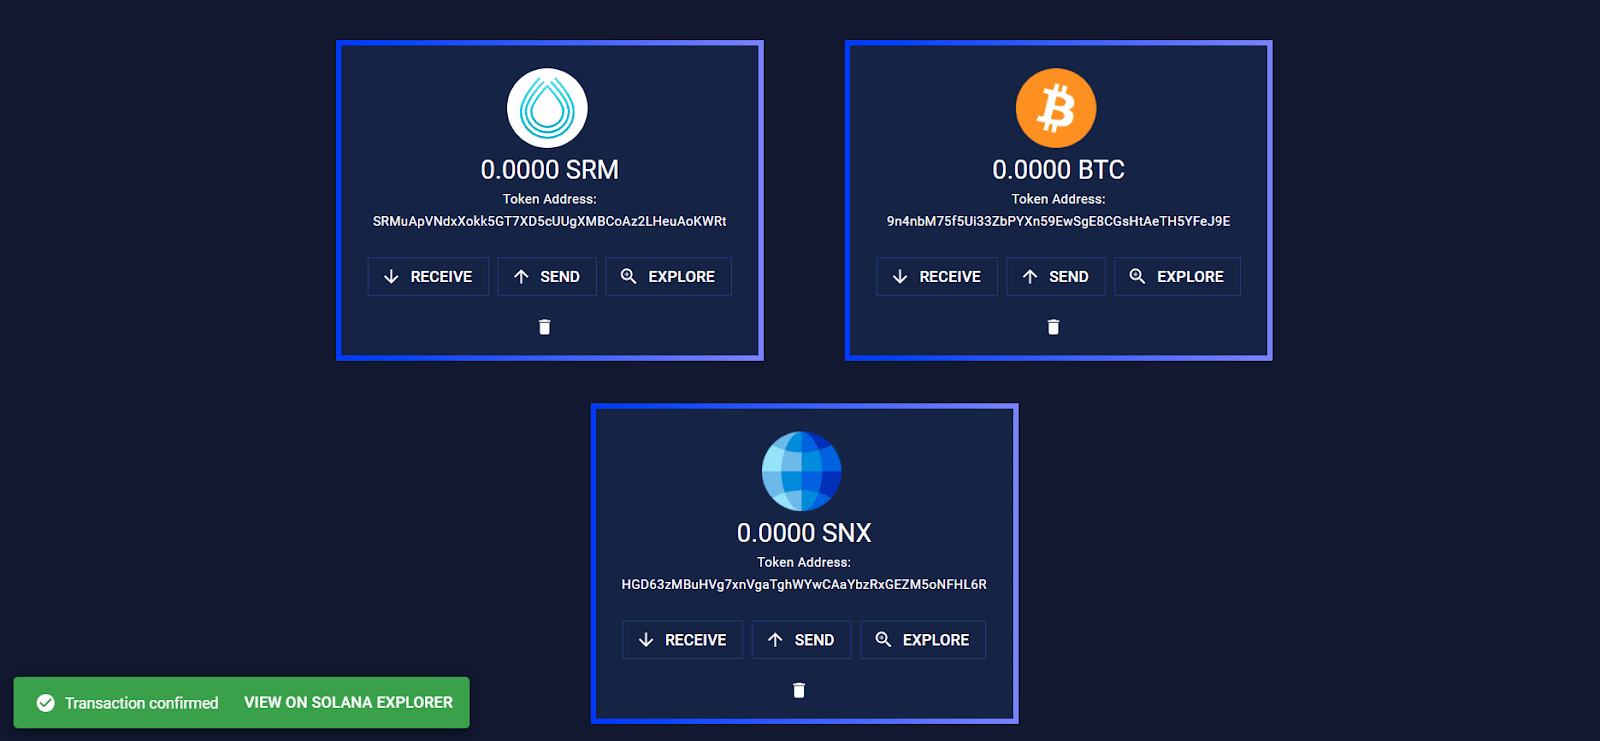 0.0000 SRM
Token Address:
SRMuApVNdxXokk5GT7XD5cUUgXMBCoAz2LHeuAoKWRt
RECEIVE SEND EXPLORE
0.0000 BTC
Token Address:
9n4nbM75f5Ui33ZbPYXn59EwSgE8CGsHtAeTH5YFeJ9E
RECEIVE SEND EXPLORE
0.0000 SNX
Token Address:
HGD63zMBuHVg7xnVgaTghWYwCAaYbzRxGEZM5oNFHL6R
RECEIVE SEND EXPLORE
Transaction confirmed VIEW ON SOLANA EXPLORER